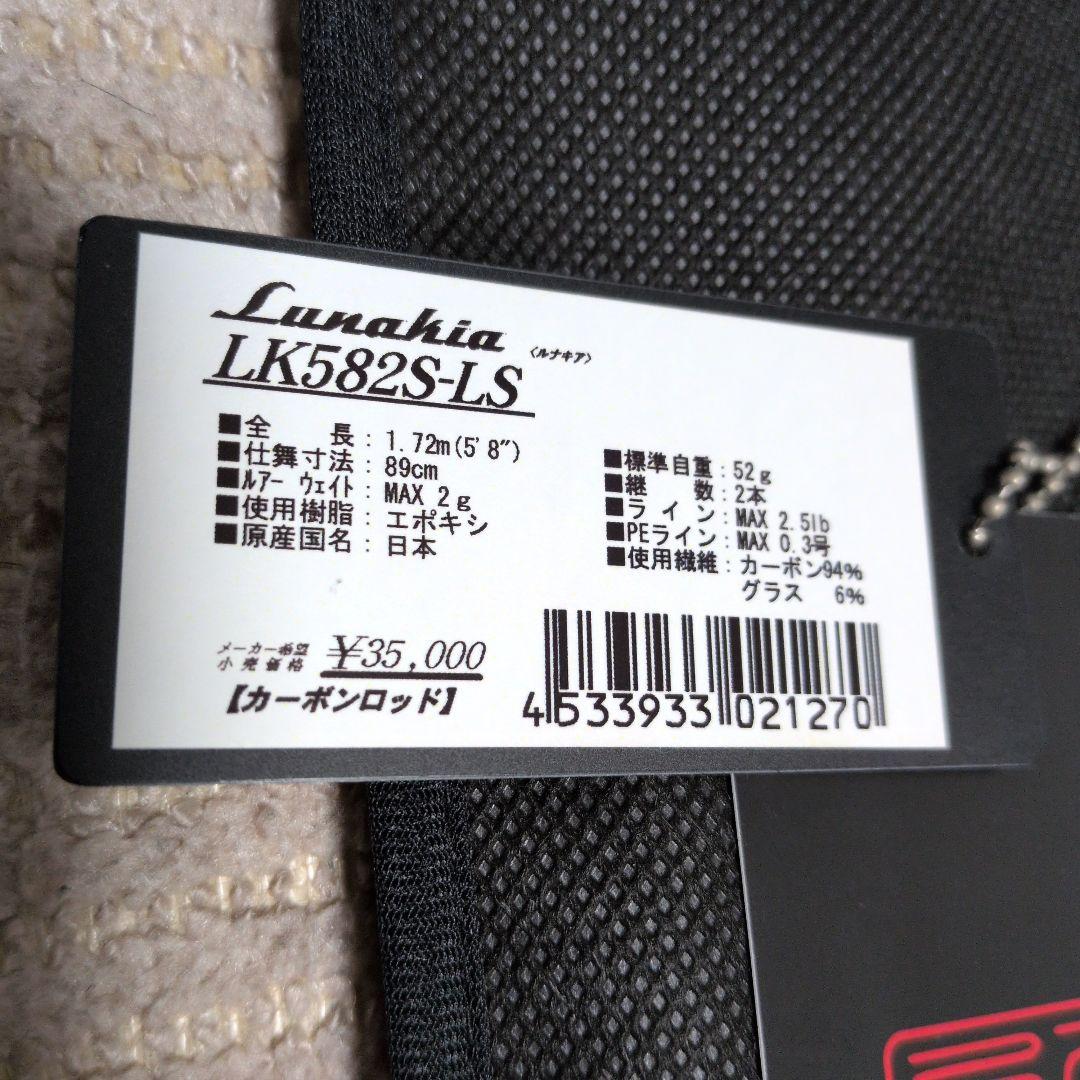 Lunakia
〈ルナキア〉
LK582S-LS
■全長：1.72m(5'8")
■仕舞寸法：89cm
■ルアー ウェイト：MAX 2g
■使用樹脂：エポキシ
■原産国名：日本
■標準自重：52g
■継数：2本
■ライン：MAX 2.5lb
■PEライン：MAX 0.3号
■使用繊維：カーボン94%
グラス 6%
メーカー希望
小売価格 ¥35,000
【カーボンロッド】
4 533933 021270